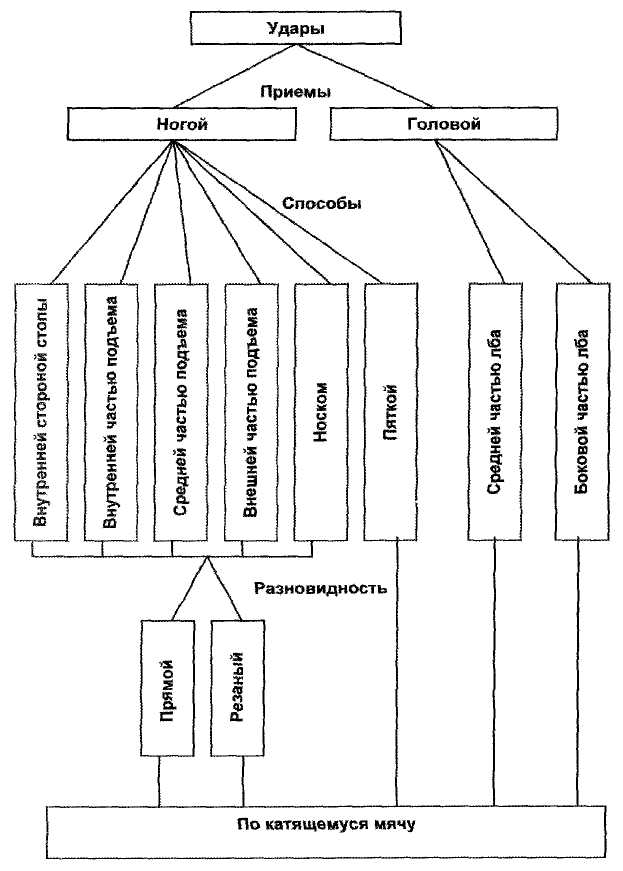 Удары
Приемы
Ногой
Головой
Способы
Внутренней стороной стопы
Внутренней частью подъема
Средней частью подъема
Внешней частью подъема
Носком
Пяткой
Средней частью лба
Боковой частью лба
Разновидность
Прямой
Резаный
По катящемуся мячу